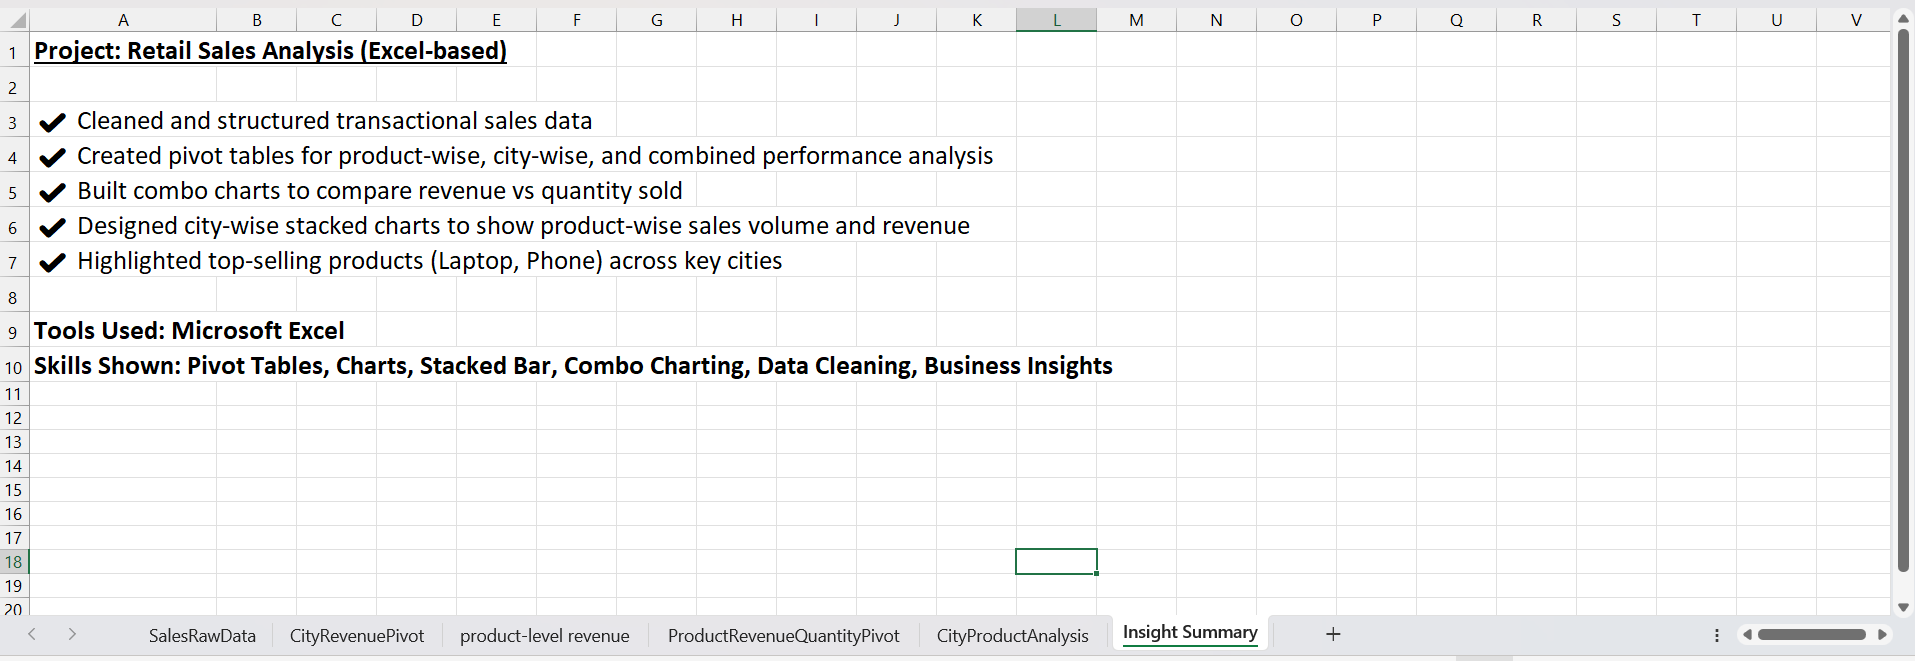 A B C D E F G H I J K L M N O P Q R S T U V
1 Project: Retail Sales Analysis (Excel-based)
2
3 ✔ Cleaned and structured transactional sales data
4 ✔ Created pivot tables for product-wise, city-wise, and combined performance analysis
5 ✔ Built combo charts to compare revenue vs quantity sold
6 ✔ Designed city-wise stacked charts to show product-wise sales volume and revenue
7 ✔ Highlighted top-selling products (Laptop, Phone) across key cities
8
9 Tools Used: Microsoft Excel
10 Skills Shown: Pivot Tables, Charts, Stacked Bar, Combo Charting, Data Cleaning, Business Insights
11
12
13
14
15
16
17
18
19
20
SalesRawData CityRevenuePivot product-level revenue ProductRevenueQuantityPivot CityProductAnalysis Insight Summary +